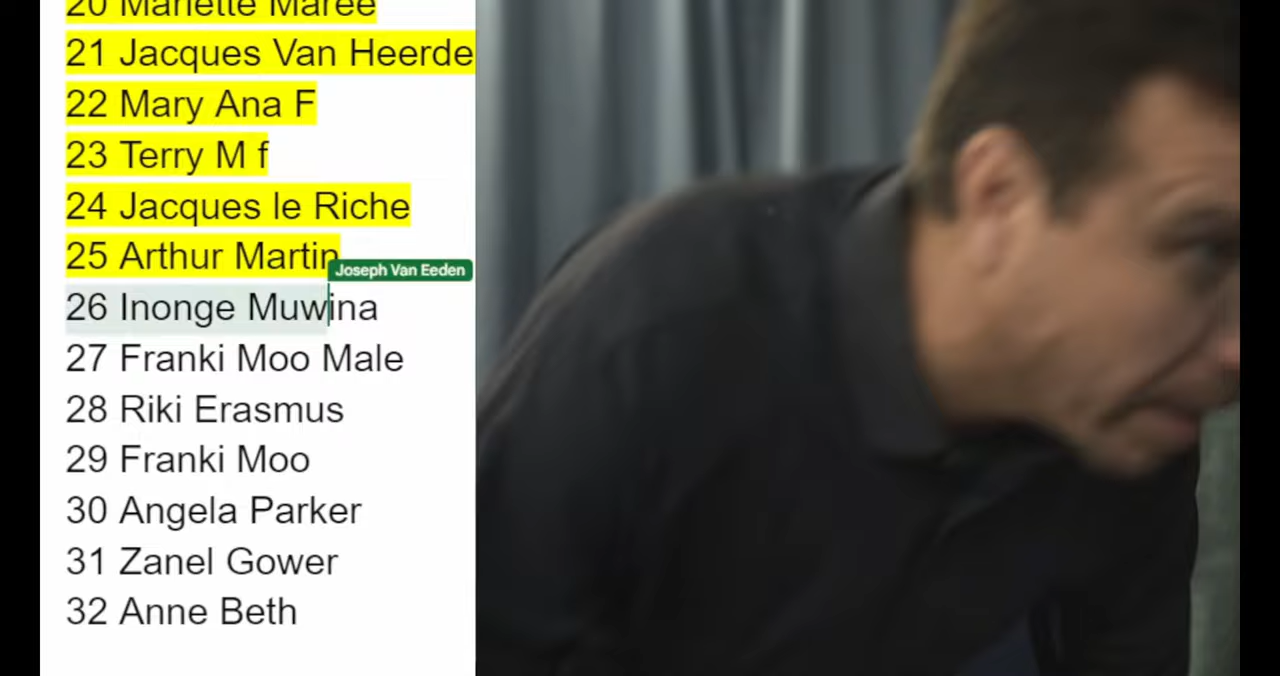 20 Mariette Maree
21 Jacques Van Heerde
22 Mary Ana F
23 Terry M f
24 Jacques le Riche
25 Arthur Martin
Joseph Van Eeden
26 Inonge Muwina
27 Franki Moo Male
28 Riki Erasmus
29 Franki Moo
30 Angela Parker
31 Zanel Gower
32 Anne Beth